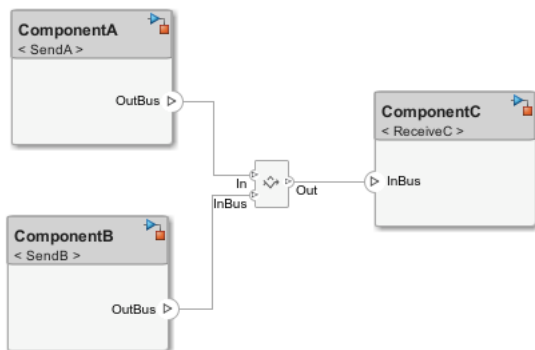 ComponentA
< SendA >
OutBus
ComponentC
< ReceiveC >
In
Out
InBus
InBus
ComponentB
< SendB >
OutBus